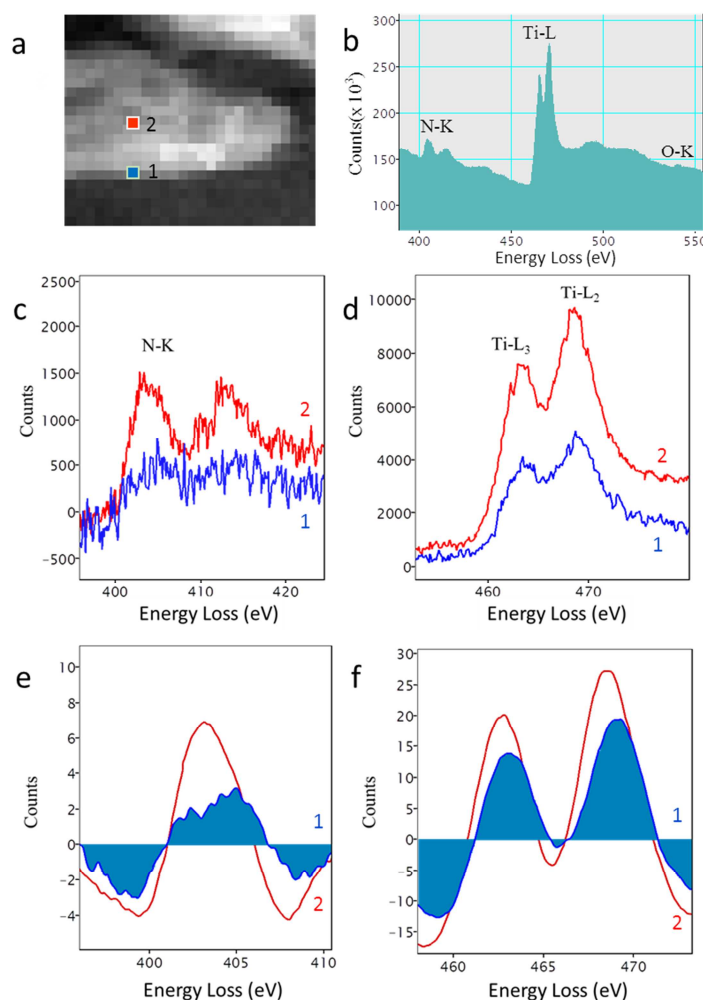 a
2
1
b
Counts(x 10³)
300
250
200
150
100
N-K
Ti-L
O-K
400
450
500
550
Energy Loss (eV)
c
Counts
2500
2000
1500
1000
500
0
−500
N-K
2
1
400
410
420
Energy Loss (eV)
d
Counts
10000
8000
6000
4000
2000
0
Ti-L₃
Ti-L₂
2
1
460
470
Energy Loss (eV)
e
Counts
10
8
6
4
2
0
−2
−4
1
2
400
405
410
Energy Loss (eV)
f
Counts
30
25
20
15
10
5
0
−5
−10
−15
1
2
460
465
470
Energy Loss (eV)